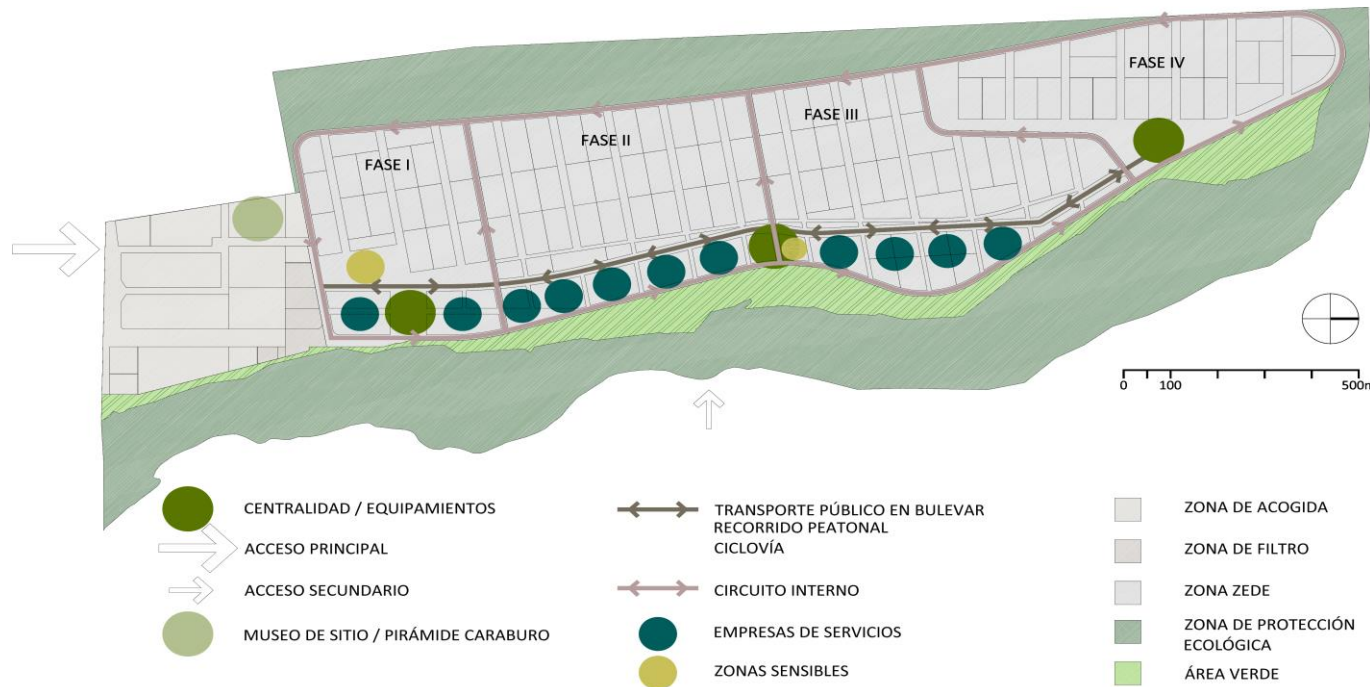 FASE I
FASE II
FASE III
FASE IV
0 100 500m
CENTRALIDAD / EQUIPAMIENTOS
ACCESO PRINCIPAL
ACCESO SECUNDARIO
MUSEO DE SITIO / PIRÁMIDE CARABURO
TRANSPORTE PÚBLICO EN BULEVAR
RECORRIDO PEATONAL
CICLOVÍA
CIRCUITO INTERNO
EMPRESAS DE SERVICIOS
ZONAS SENSIBLES
ZONA DE ACOGIDA
ZONA DE FILTRO
ZONA ZEDE
ZONA DE PROTECCIÓN
ECOLÓGICA
ÁREA VERDE